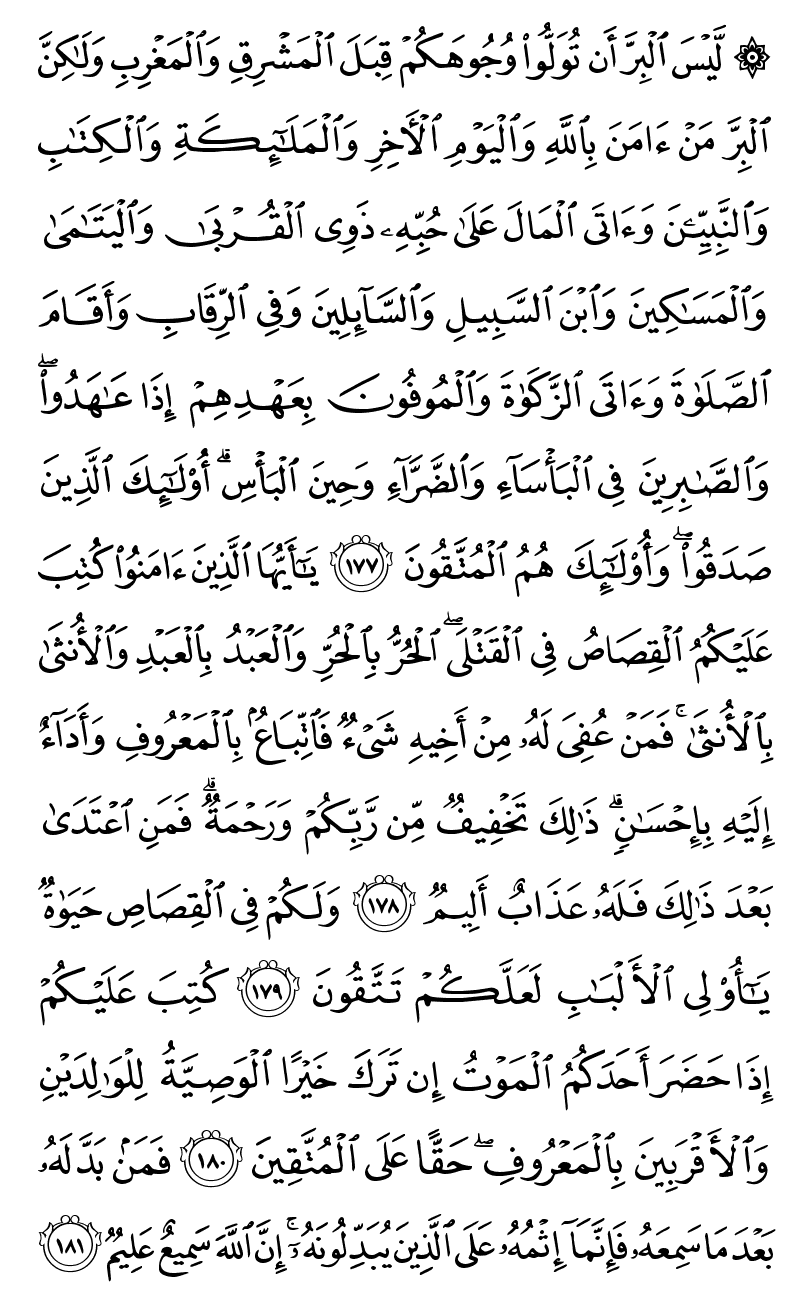 ۞ لَّيْسَ ٱلْبِرَّ أَن تُوَلُّوا۟ وُجُوهَكُمْ قِبَلَ ٱلْمَشْرِقِ وَٱلْمَغْرِبِ وَلَـٰكِنَّ
ٱلْبِرَّ مَنْ ءَامَنَ بِٱللَّهِ وَٱلْيَوْمِ ٱلْـَٔاخِرِ وَٱلْمَلَـٰٓئِكَةِ وَٱلْكِتَـٰبِ
وَٱلنَّبِيِّـۧنَ وَءَاتَى ٱلْمَالَ عَلَىٰ حُبِّهِۦ ذَوِى ٱلْقُرْبَىٰ وَٱلْيَتَـٰمَىٰ
وَٱلْمَسَـٰكِينَ وَٱبْنَ ٱلسَّبِيلِ وَٱلسَّآئِلِينَ وَفِى ٱلرِّقَابِ وَأَقَامَ
ٱلصَّلَوٰةَ وَءَاتَى ٱلزَّكَوٰةَ وَٱلْمُوفُونَ بِعَهْدِهِمْ إِذَا عَـٰهَدُوا۟ ۖ
وَٱلصَّـٰبِرِينَ فِى ٱلْبَأْسَآءِ وَٱلضَّرَّآءِ وَحِينَ ٱلْبَأْسِ ۗ أُو۟لَـٰٓئِكَ ٱلَّذِينَ
صَدَقُوا۟ ۖ وَأُو۟لَـٰٓئِكَ هُمُ ٱلْمُتَّقُونَ ١٧٧ يَـٰٓأَيُّهَا ٱلَّذِينَ ءَامَنُوا۟ كُتِبَ
عَلَيْكُمُ ٱلْقِصَاصُ فِى ٱلْقَتْلَى ۖ ٱلْحُرُّ بِٱلْحُرِّ وَٱلْعَبْدُ بِٱلْعَبْدِ وَٱلْأُنثَىٰ
بِٱلْأُنثَىٰ ۚ فَمَنْ عُفِىَ لَهُۥ مِنْ أَخِيهِ شَىْءٌ فَٱتِّبَاعٌۢ بِٱلْمَعْرُوفِ وَأَدَآءٌ
إِلَيْهِ بِإِحْسَـٰنٍ ۗ ذَٰلِكَ تَخْفِيفٌ مِّن رَّبِّكُمْ وَرَحْمَةٌ ۗ فَمَنِ ٱعْتَدَىٰ
بَعْدَ ذَٰلِكَ فَلَهُۥ عَذَابٌ أَلِيمٌ ١٧٨ وَلَكُمْ فِى ٱلْقِصَاصِ حَيَوٰةٌ
يَـٰٓأُو۟لِى ٱلْأَلْبَـٰبِ لَعَلَّكُمْ تَتَّقُونَ ١٧٩ كُتِبَ عَلَيْكُمْ
إِذَا حَضَرَ أَحَدَكُمُ ٱلْمَوْتُ إِن تَرَكَ خَيْرًا ٱلْوَصِيَّةُ لِلْوَٰلِدَيْنِ
وَٱلْأَقْرَبِينَ بِٱلْمَعْرُوفِ ۖ حَقًّا عَلَى ٱلْمُتَّقِينَ ١٨٠ فَمَنۢ بَدَّلَهُۥ
بَعْدَ مَا سَمِعَهُۥ فَإِنَّمَآ إِثْمُهُۥ عَلَى ٱلَّذِينَ يُبَدِّلُونَهُۥٓ ۚ إِنَّ ٱللَّهَ سَمِيعٌ عَلِيمٌ ١٨١